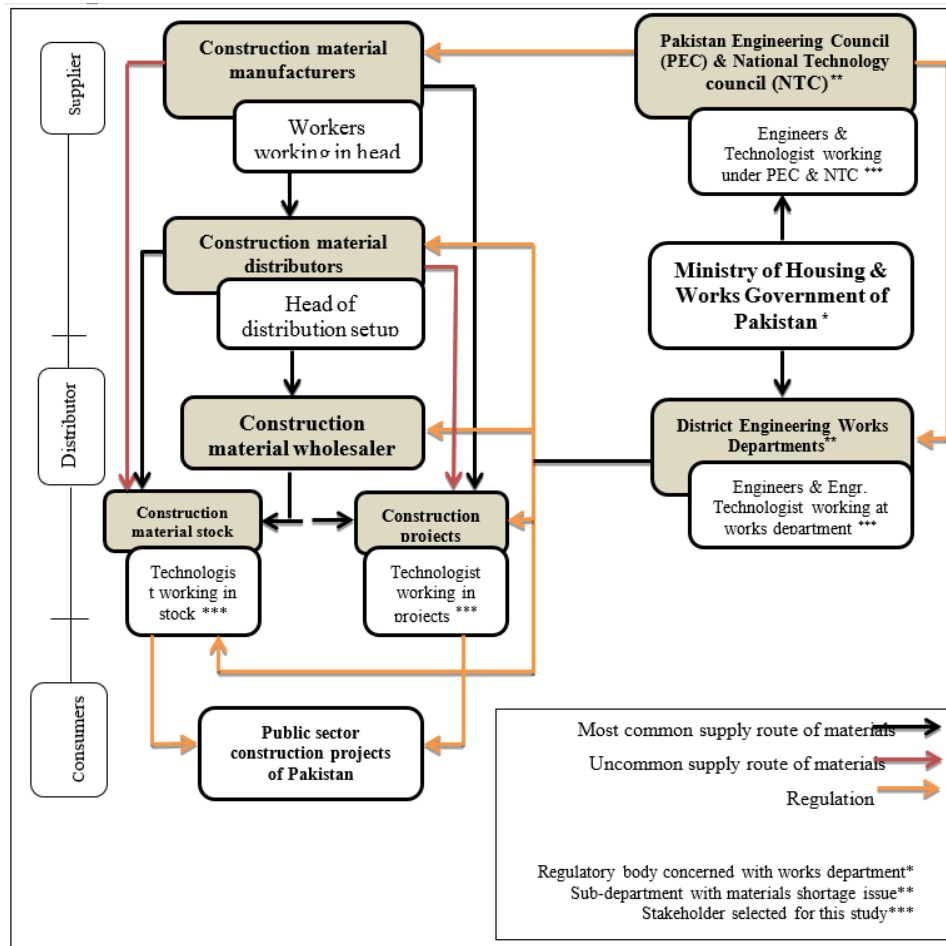 Supplier
Distributor
Consumers
Construction material
manufacturers
Workers
working in head
Construction material
distributors
Head of
distribution setup
Construction
material wholesaler
Construction
material stock
Technologis
t working in
stock ***
Construction
projects
Technologist
working in
projects ***
Public sector
construction projects
of Pakistan
Pakistan Engineering Council
(PEC) & National Technology
council (NTC)**
Engineers &
Technologist working
under PEC & NTC ***
Ministry of Housing &
Works Government of
Pakistan *
District Engineering Works
Departments**
Engineers & Engr.
Technologist working at
works department ***
Most common supply route of materials
Uncommon supply route of materials
Regulation
Regulatory body concerned with works department*
Sub-department with materials shortage issue**
Stakeholder selected for this study***